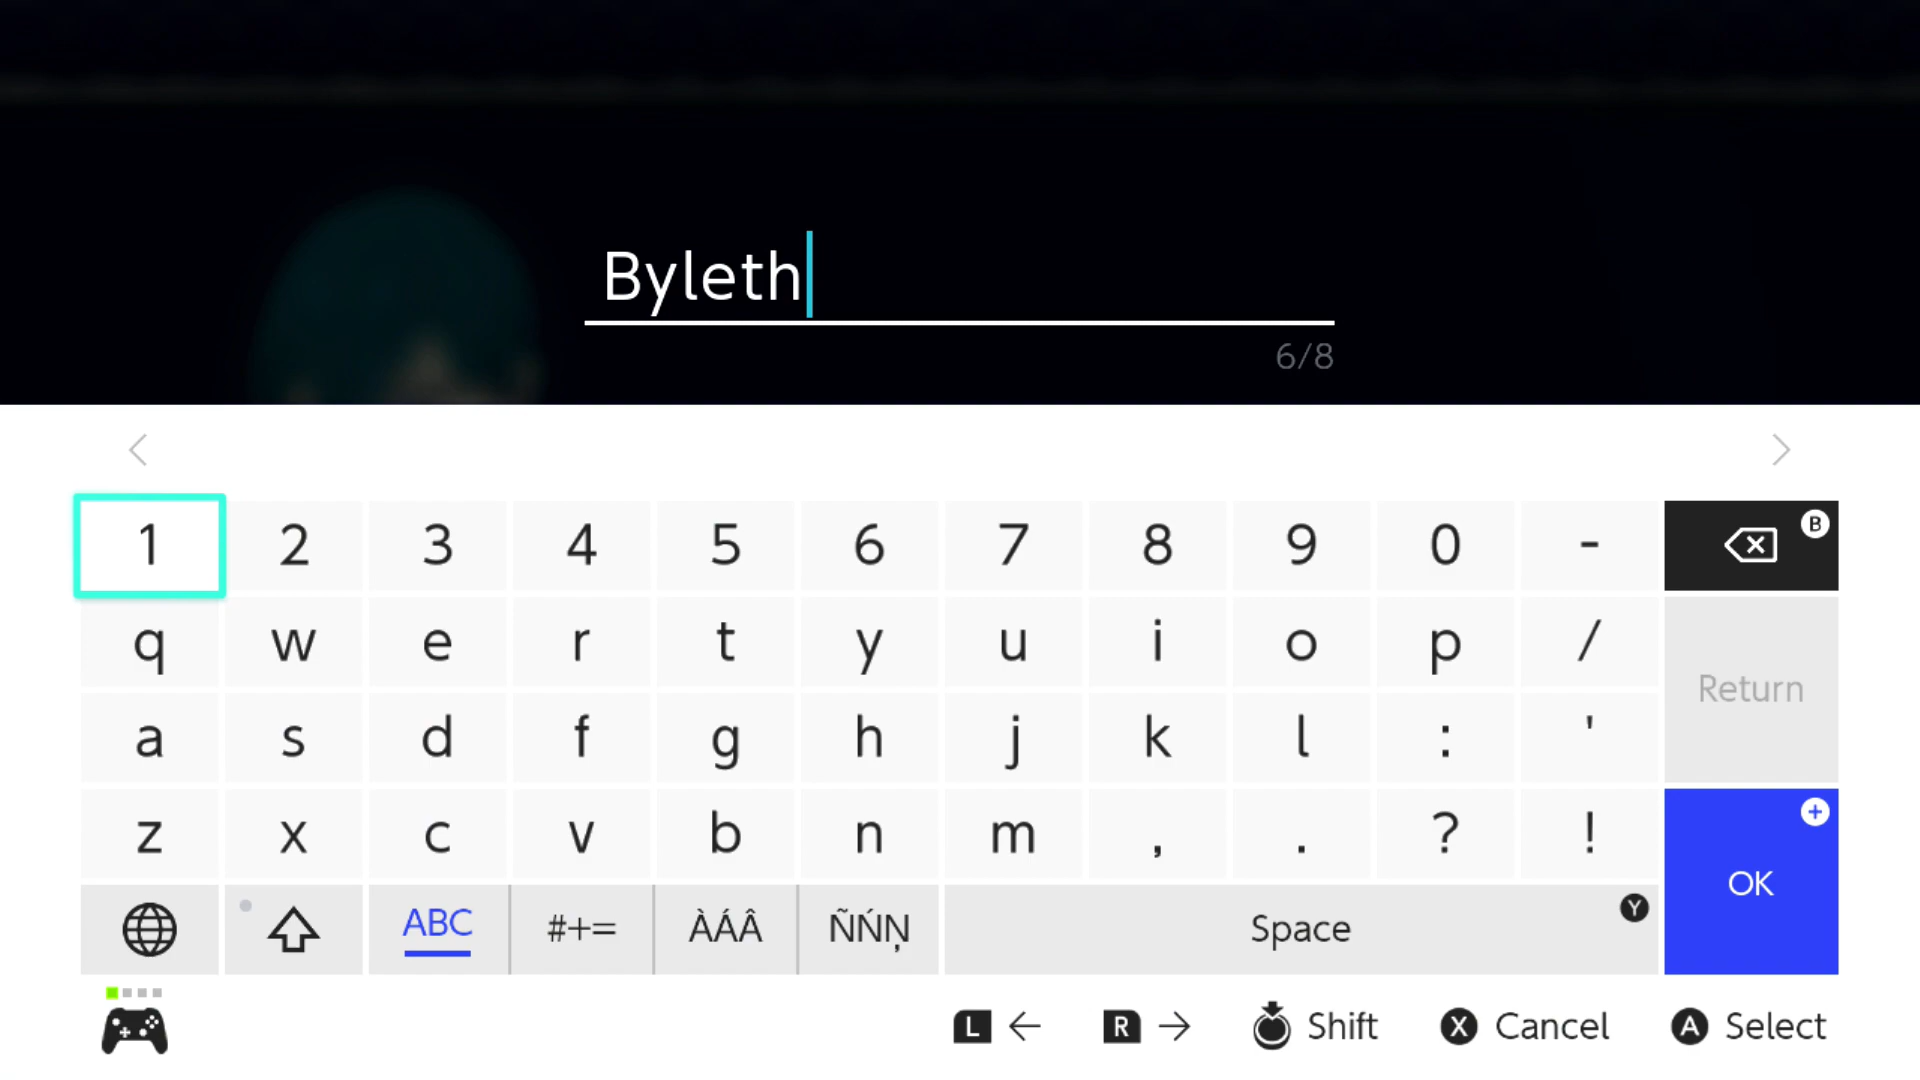 Byleth
6/8
1 2 3 4 5 6 7 8 9 0 - B
q w e r t y u i o p / Return
a s d f g h j k l : '
z x c v b n m , . ? ! + OK
ABC #+= ÀÁÂ ÑŃŅ Space Y
L ← R → Shift X Cancel A Select